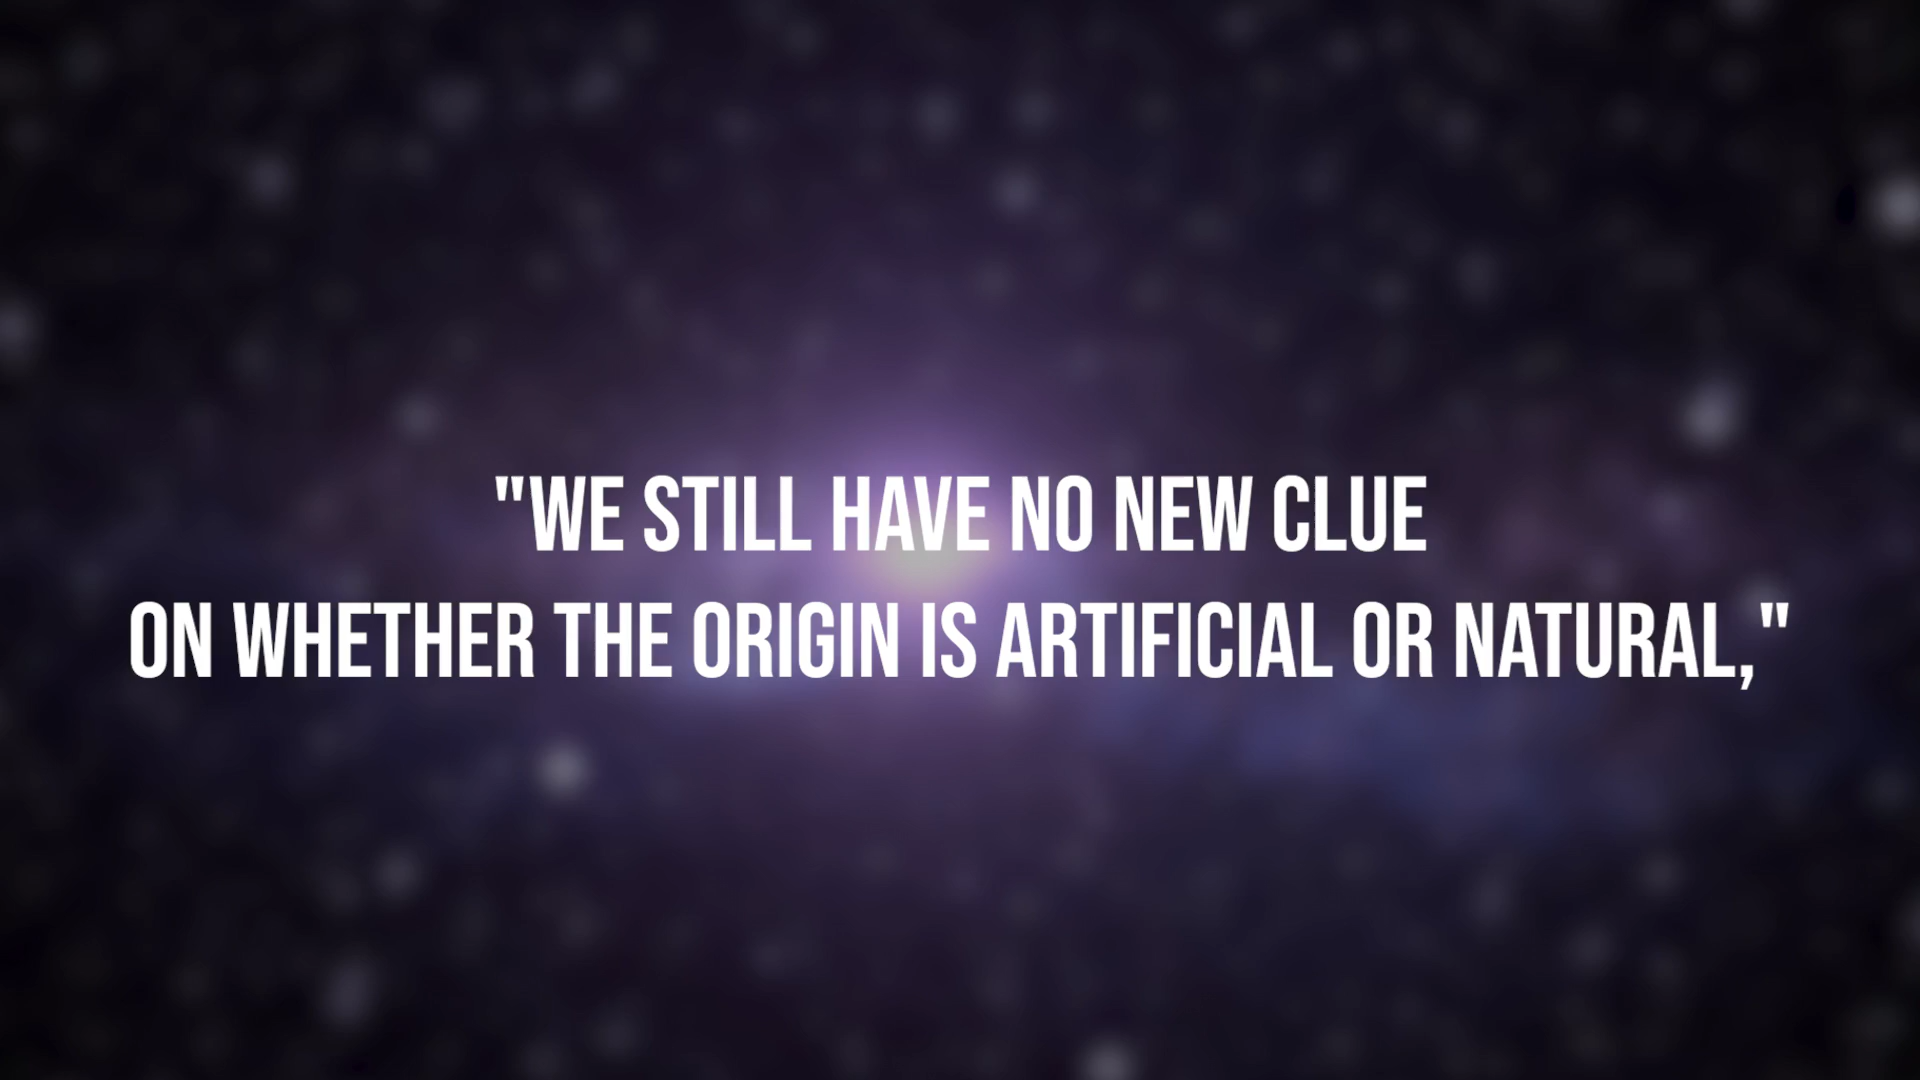 "WE STILL HAVE NO NEW CLUE
ON WHETHER THE ORIGIN IS ARTIFICIAL OR NATURAL,"